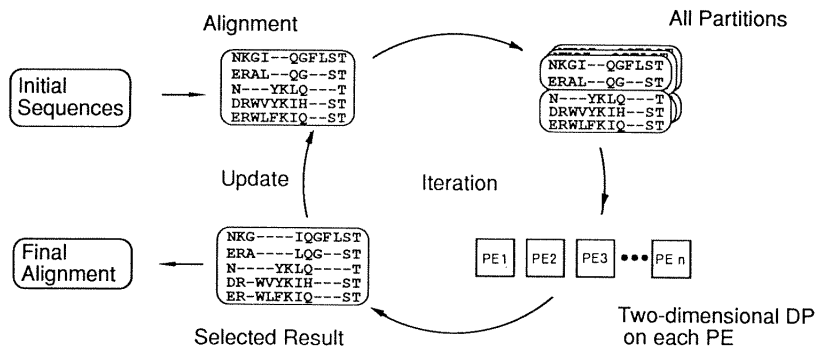 Alignment
NKGI--QGFLST
ERAL--QG--ST
N---YKLQ---T
DRWVYKIH--ST
ERWLFKIQ--ST
Initial
Sequences
All Partitions
NKGI--QGFLST
ERAL--QG--ST
N---YKLQ---T
DRWVYKIH--ST
ERWLFKIQ--ST
Update
Iteration
Final
Alignment
NKG----IQGFLST
ERA----LQG--ST
N----YKLQ----T
DR-WVYKIH---ST
ER-WLFKIQ---ST
Selected Result
PE1 PE2 PE3 ••• PE n
Two-dimensional DP
on each PE